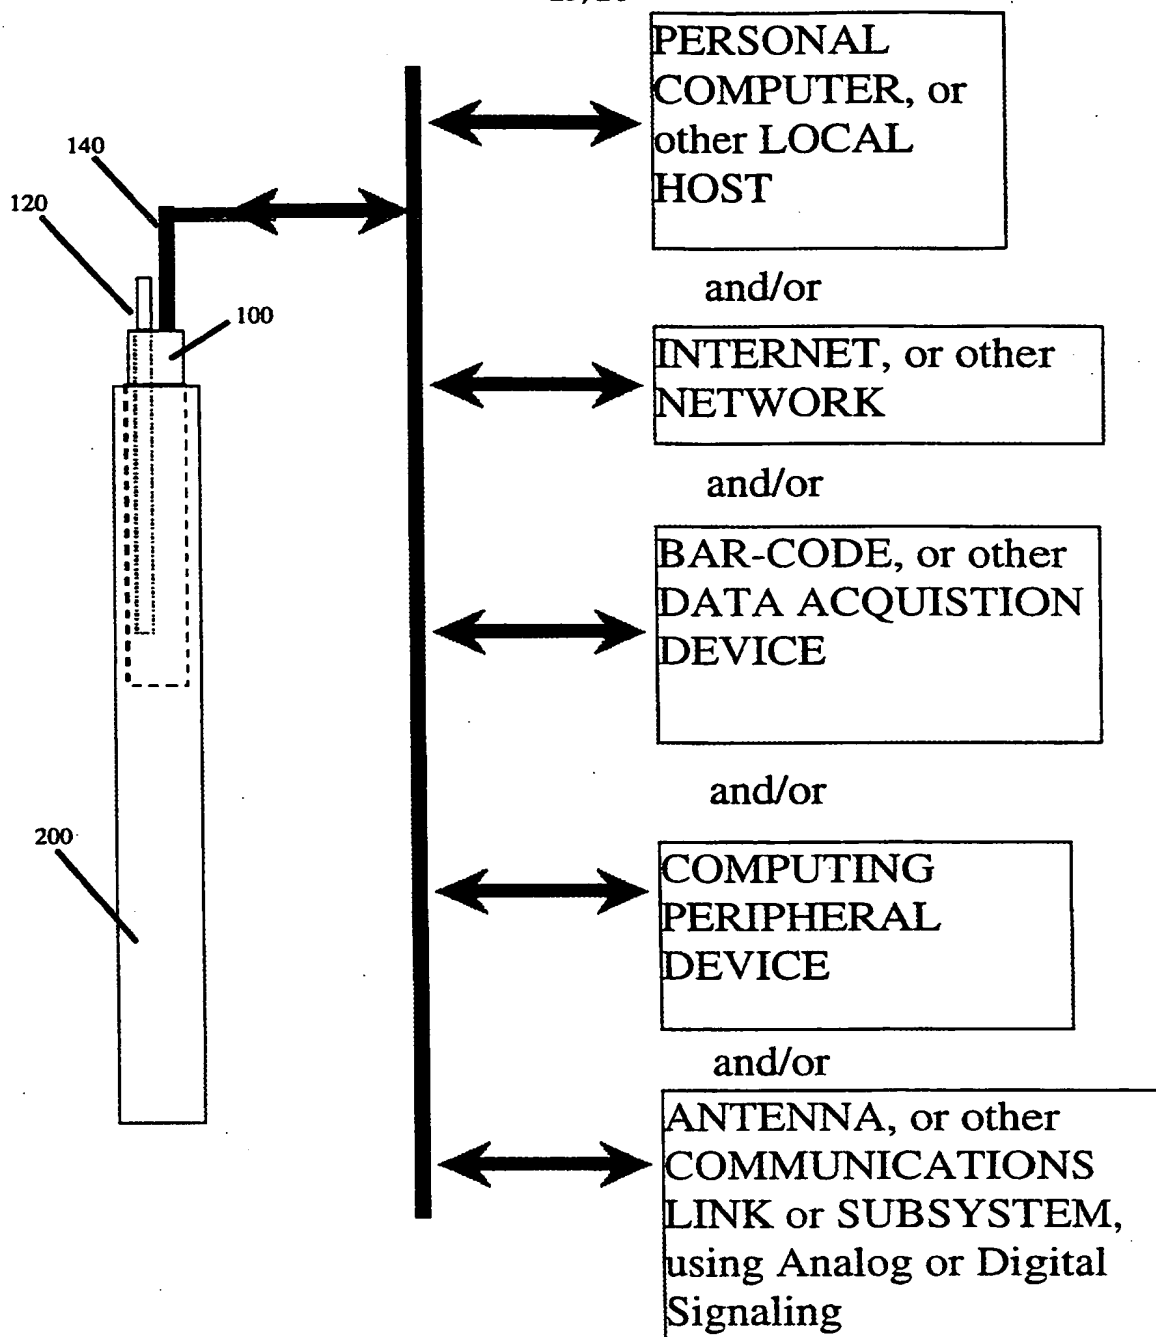 PERSONAL
COMPUTER, or
other LOCAL
HOST
140
120
100
and/or
INTERNET, or other
NETWORK
and/or
BAR-CODE, or other
DATA ACQUISTION
DEVICE
and/or
200
COMPUTING
PERIPHERAL
DEVICE
and/or
ANTENNA, or other
COMMUNICATIONS
LINK or SUBSYSTEM,
using Analog or Digital
Signaling